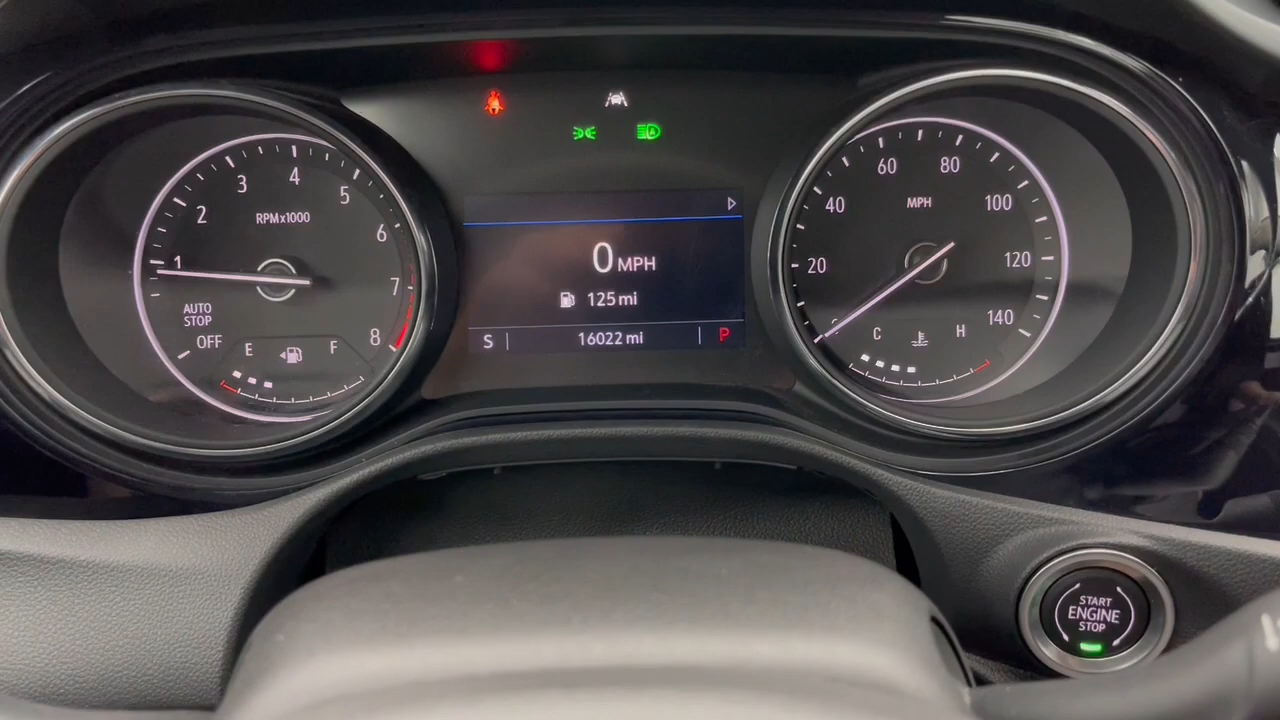 1
2
3
4
5
6
7
8
RPMx1000
AUTO
STOP
OFF
E
F
0 MPH
125 mi
S
16022 mi
P
A
20
40
60
80
100
120
140
MPH
C
H
START
ENGINE
STOP